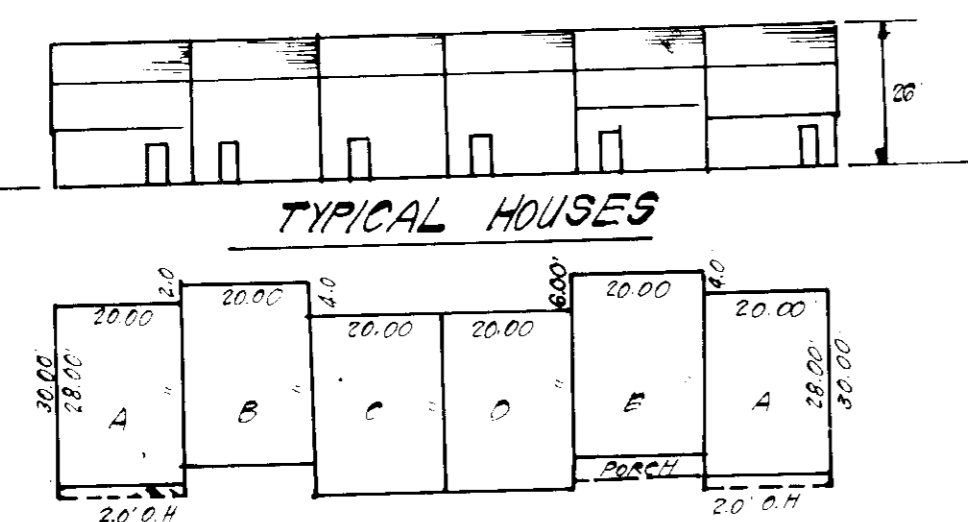 26'
TYPICAL HOUSES
2.0 4.0 6.00' 4.0
20.00 20.00 20.00 20.00 20.00 20.00
30.00' 28.00' A " B " C " D " E " A 28.00' 30.00'
PORCH
2.0' O.H 2.0' O.H